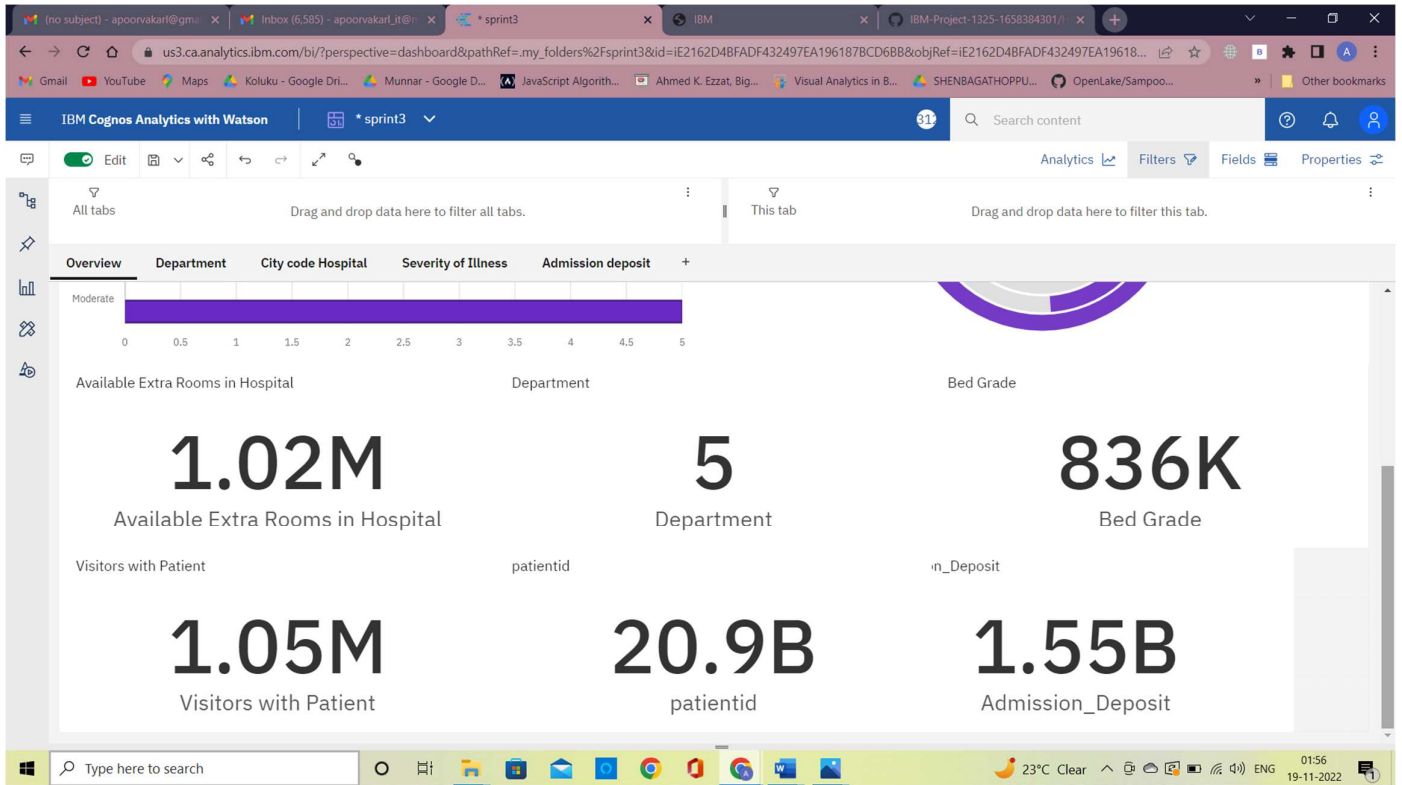 (no subject) - apoorvakarl@gma
Inbox (6,585) - apoorvakarl_it@
* sprint3
IBM
IBM-Project-1325-1658384301/
us3.ca.analytics.ibm.com/bi/?perspective=dashboard&pathRef=.my_folders%2Fsprint3&id=iE2162D4BFADF432497EA196187BCD6BB&objRef=iE2162D4BFADF432497EA19618...
A
Gmail YouTube Maps Koluku - Google Dri... Munnar - Google D... JavaScript Algorith... Ahmed K. Ezzat, Big... Visual Analytics in B... SHENBAGATHOPPU... OpenLake/Sampoo... » Other bookmarks
IBM Cognos Analytics with Watson * sprint3 Search content
Edit Analytics Filters Fields Properties
All tabs Drag and drop data here to filter all tabs. This tab Drag and drop data here to filter this tab.
Overview Department City code Hospital Severity of Illness Admission deposit +
Moderate
0 0.5 1 1.5 2 2.5 3 3.5 4 4.5 5
Available Extra Rooms in Hospital Department Bed Grade
1.02M 5 836K
Available Extra Rooms in Hospital Department Bed Grade
Visitors with Patient patientid n_Deposit
1.05M 20.9B 1.55B
Visitors with Patient patientid Admission_Deposit
Type here to search 23°C Clear ENG 01:56
19-11-2022